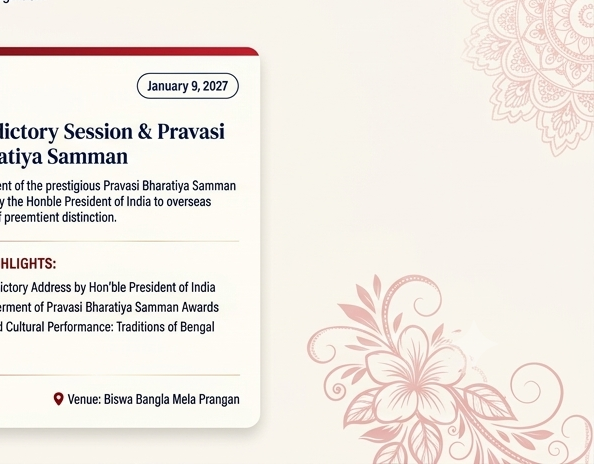 January 9, 2027
dictory Session & Pravasi
atiya Samman
ent of the prestigious Pravasi Bharatiya Samman
y the Honble President of India to overseas
f preemtient distinction.
HLIGHTS:
ictory Address by Hon'ble President of India
erment of Pravasi Bharatiya Samman Awards
d Cultural Performance: Traditions of Bengal
Venue: Biswa Bangla Mela Prangan